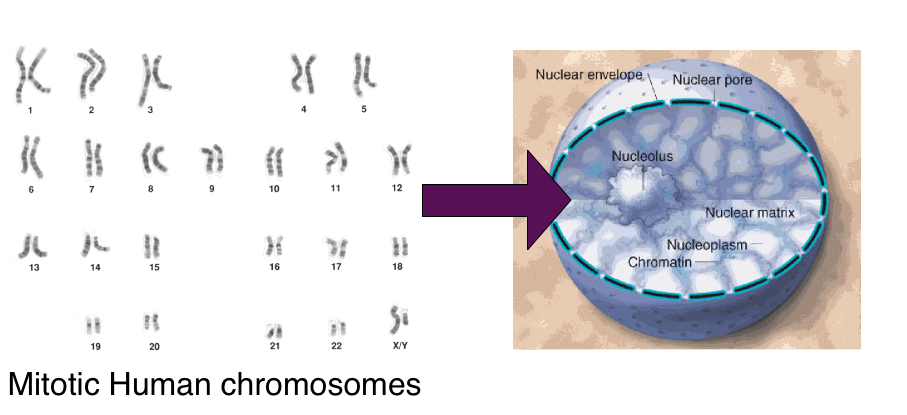 1 2 3 4 5
6 7 8 9 10 11 12
13 14 15 16 17 18
19 20 21 22 X/Y
Mitotic Human chromosomes
Nuclear envelope
Nuclear pore
Nucleolus
Nuclear matrix
Nucleoplasm
Chromatin